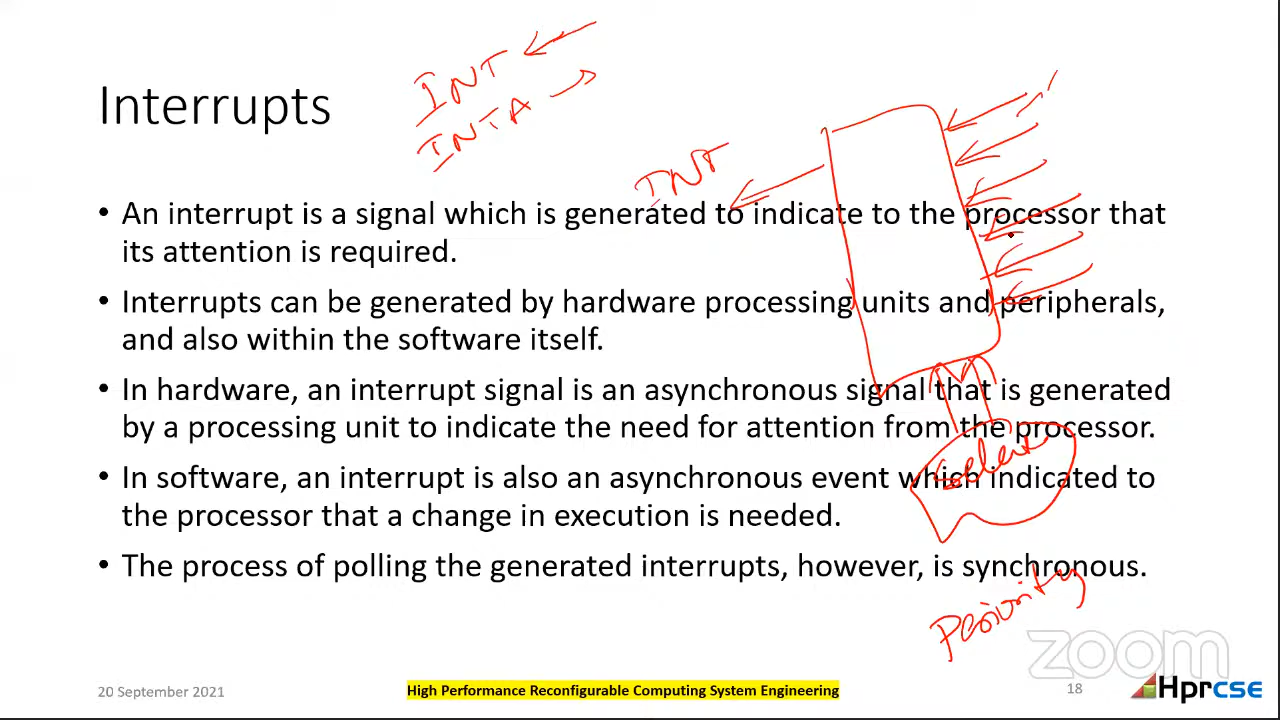 INT
INTA
Interrupts
INT
• An interrupt is a signal which is generated to indicate to the processor that
its attention is required.
• Interrupts can be generated by hardware processing units and peripherals,
and also within the software itself.
• In hardware, an interrupt signal is an asynchronous signal that is generated
by a processing unit to indicate the need for attention from the processor.
• In software, an interrupt is also an asynchronous event which indicated to
the processor that a change in execution is needed.
• The process of polling the generated interrupts, however, is synchronous.
Periority
zoom
20 September 2021
High Performance Reconfigurable Computing System Engineering
18
Hprcse